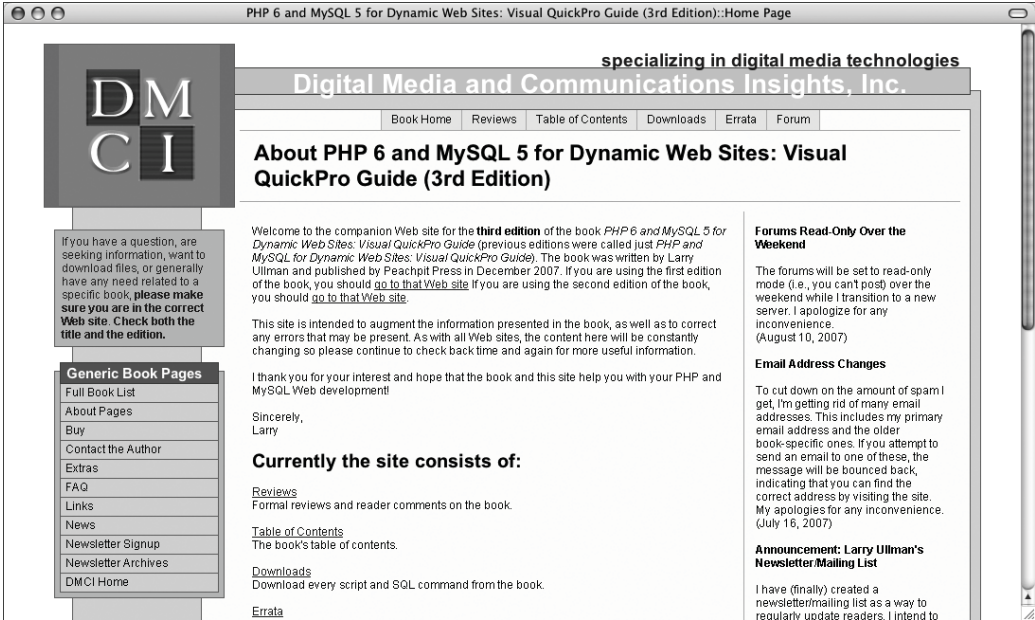 PHP 6 and MySQL 5 for Dynamic Web Sites: Visual QuickPro Guide (3rd Edition)::Home Page
specializing in digital media technologies
Digital Media and Communications Insights, Inc.
DM
CI
Book Home Reviews Table of Contents Downloads Errata Forum
About PHP 6 and MySQL 5 for Dynamic Web Sites: Visual
QuickPro Guide (3rd Edition)
If you have a question, are
seeking information, want to
download files, or generally
have any need related to a
specific book, please make
sure you are in the correct
Web site. Check both the
title and the edition.
Generic Book Pages
Full Book List
About Pages
Buy
Contact the Author
Extras
FAQ
Links
News
Newsletter Signup
Newsletter Archives
DMCI Home
Welcome to the companion Web site for the third edition of the book PHP 6 and MySQL 5 for
Dynamic Web Sites: Visual QuickPro Guide (previous editions were called just PHP and
MySQL for Dynamic Web Sites: Visual QuickPro Guide). The book was written by Larry
Ullman and published by Peachpit Press in December 2007. If you are using the first edition
of the book, you should go to that Web site If you are using the second edition of the book,
you should go to that Web site.
This site is intended to augment the information presented in the book, as well as to correct
any errors that may be present. As with all Web sites, the content here will be constantly
changing so please continue to check back time and again for more useful information.
I thank you for your interest and hope that the book and this site help you with your PHP and
MySQL Web development!
Sincerely,
Larry
Currently the site consists of:
Reviews
Formal reviews and reader comments on the book.
Table of Contents
The book's table of contents.
Downloads
Download every script and SQL command from the book.
Errata
Forums Read-Only Over the
Weekend
The forums will be set to read-only
mode (i.e., you can't post) over the
weekend while I transition to a new
server. I apologize for any
inconvenience.
(August 10, 2007)
Email Address Changes
To cut down on the amount of spam I
get, I'm getting rid of many email
addresses. This includes my primary
email address and the older
book-specific ones. If you attempt to
send an email to one of these, the
message will be bounced back,
indicating that you can find the
correct address by visiting the site.
My apologies for any inconvenience.
(July 16, 2007)
Announcement: Larry Ullman's
Newsletter/Mailing List
I have (finally) created a
newsletter/mailing list as a way to
regularly update readers. I intend to